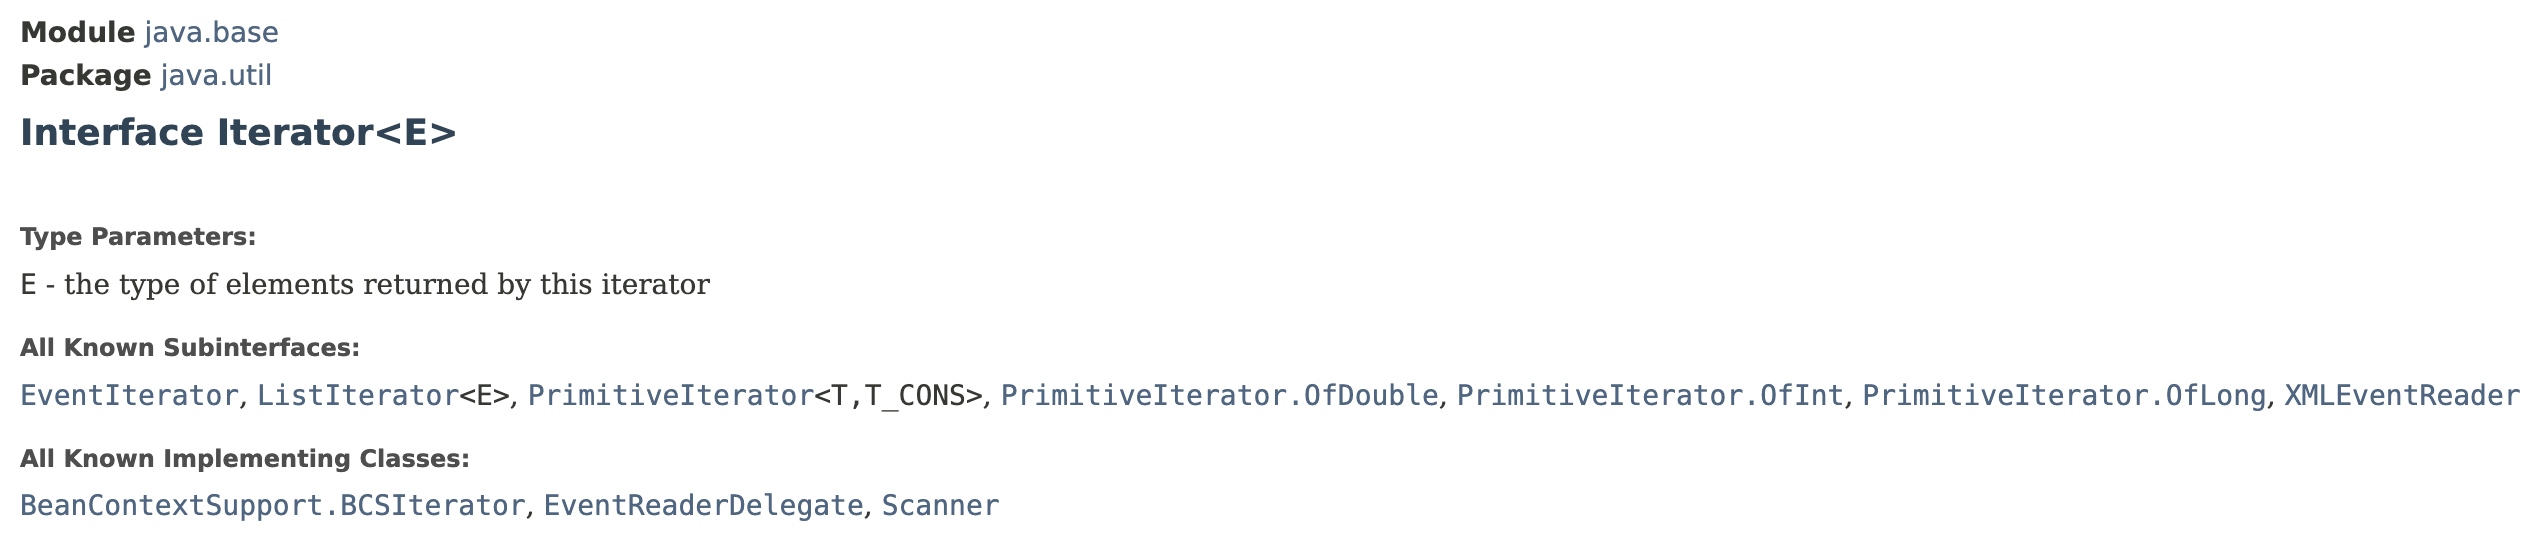 Module java.base
Package java.util
Interface Iterator<E>
Type Parameters:
E - the type of elements returned by this iterator
All Known Subinterfaces:
EventIterator, ListIterator<E>, PrimitiveIterator<T,T_CONS>, PrimitiveIterator.OfDouble, PrimitiveIterator.OfInt, PrimitiveIterator.OfLong, XMLEventReader
All Known Implementing Classes:
BeanContextSupport.BCSIterator, EventReaderDelegate, Scanner